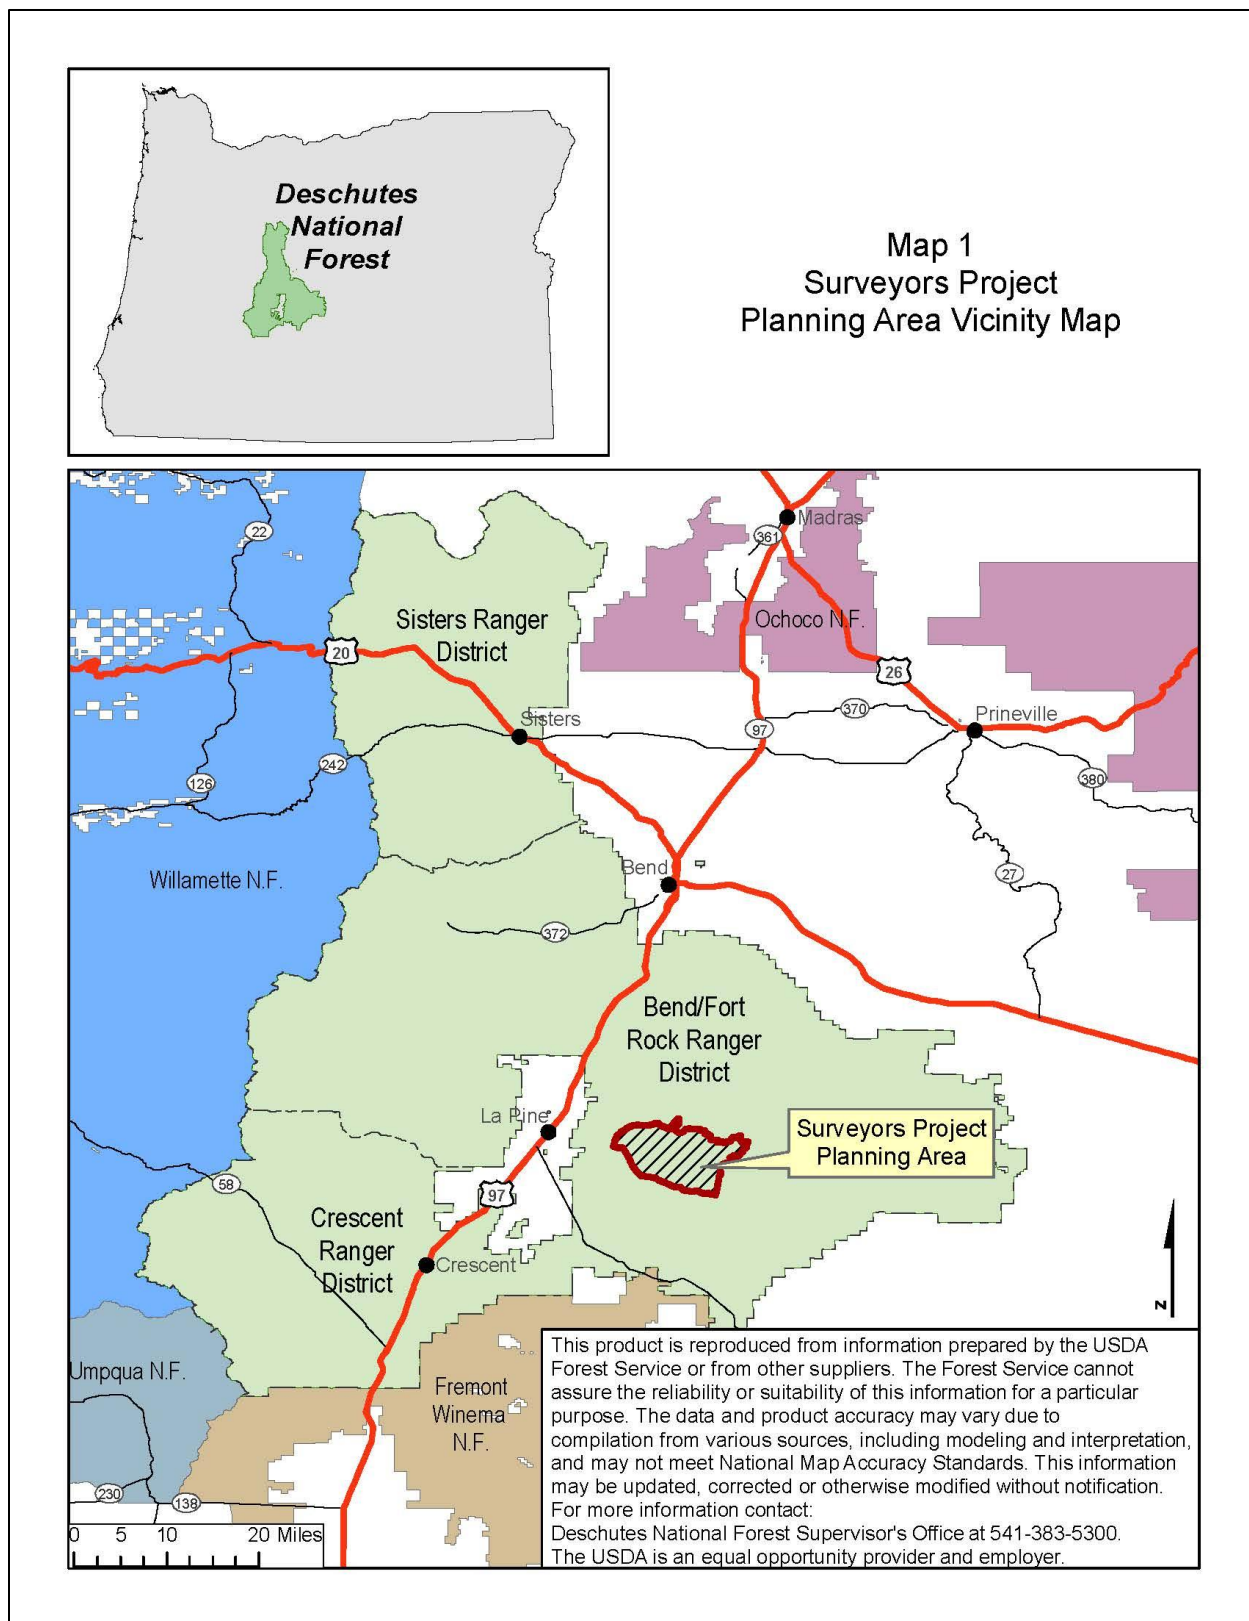 Deschutes
National
Forest
Map 1
Surveyors Project
Planning Area Vicinity Map
Madras
22
361
Sisters Ranger
District
Ochoco N.F.
20
26
Sisters
370
Prineville
97
242
126
380
Bend
Willamette N.F.
27
372
Bend/Fort
Rock Ranger
District
La Pine
Surveyors Project
Planning Area
58
97
Crescent
Ranger
District
Crescent
N
Umpqua N.F.
Fremont
Winema
N.F.
230
138
0 5 10 20 Miles
This product is reproduced from information prepared by the USDA
Forest Service or from other suppliers. The Forest Service cannot
assure the reliability or suitability of this information for a particular
purpose. The data and product accuracy may vary due to
compilation from various sources, including modeling and interpretation,
and may not meet National Map Accuracy Standards. This information
may be updated, corrected or otherwise modified without notification.
For more information contact:
Deschutes National Forest Supervisor's Office at 541-383-5300.
The USDA is an equal opportunity provider and employer.